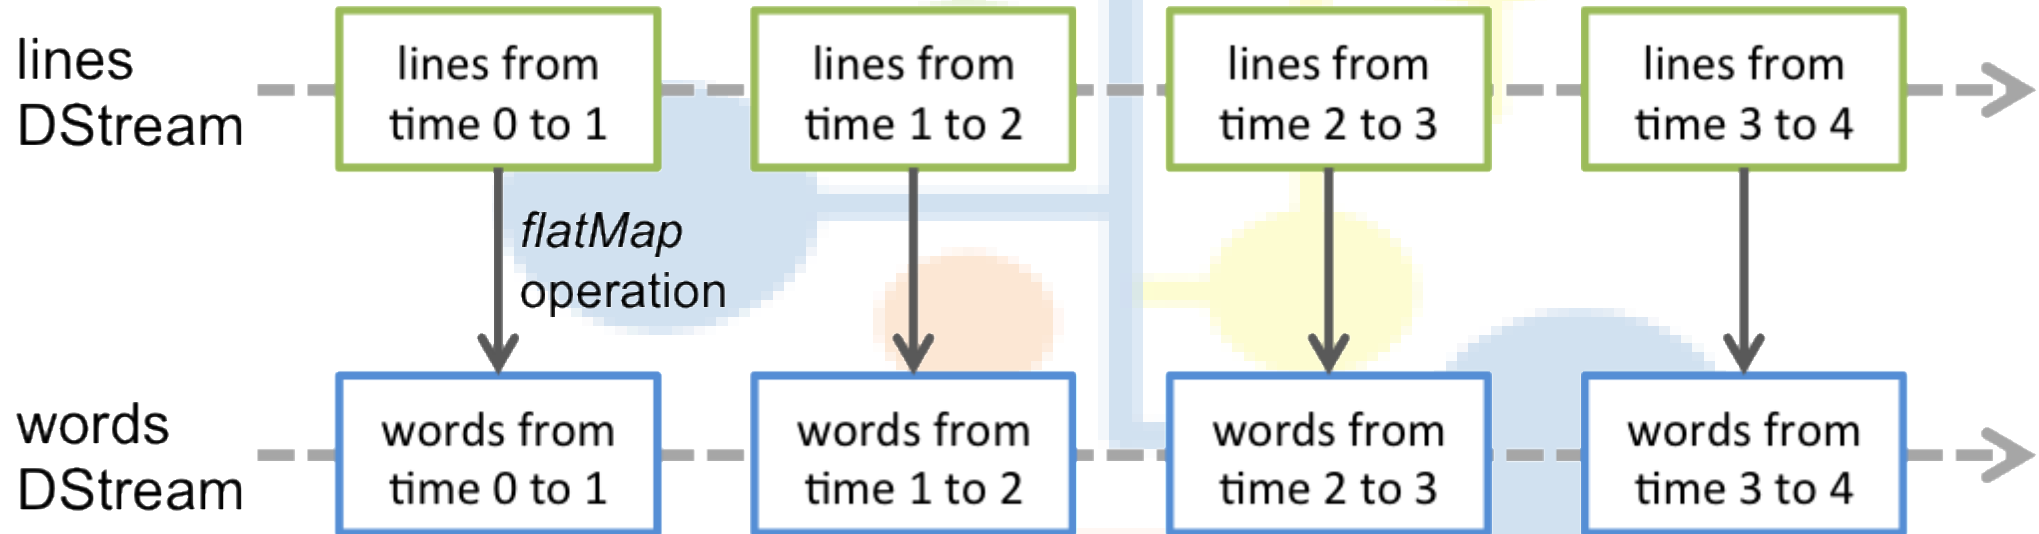 lines
DStream
lines from
time 0 to 1
lines from
time 1 to 2
lines from
time 2 to 3
lines from
time 3 to 4
flatMap
operation
words
DStream
words from
time 0 to 1
words from
time 1 to 2
words from
time 2 to 3
words from
time 3 to 4